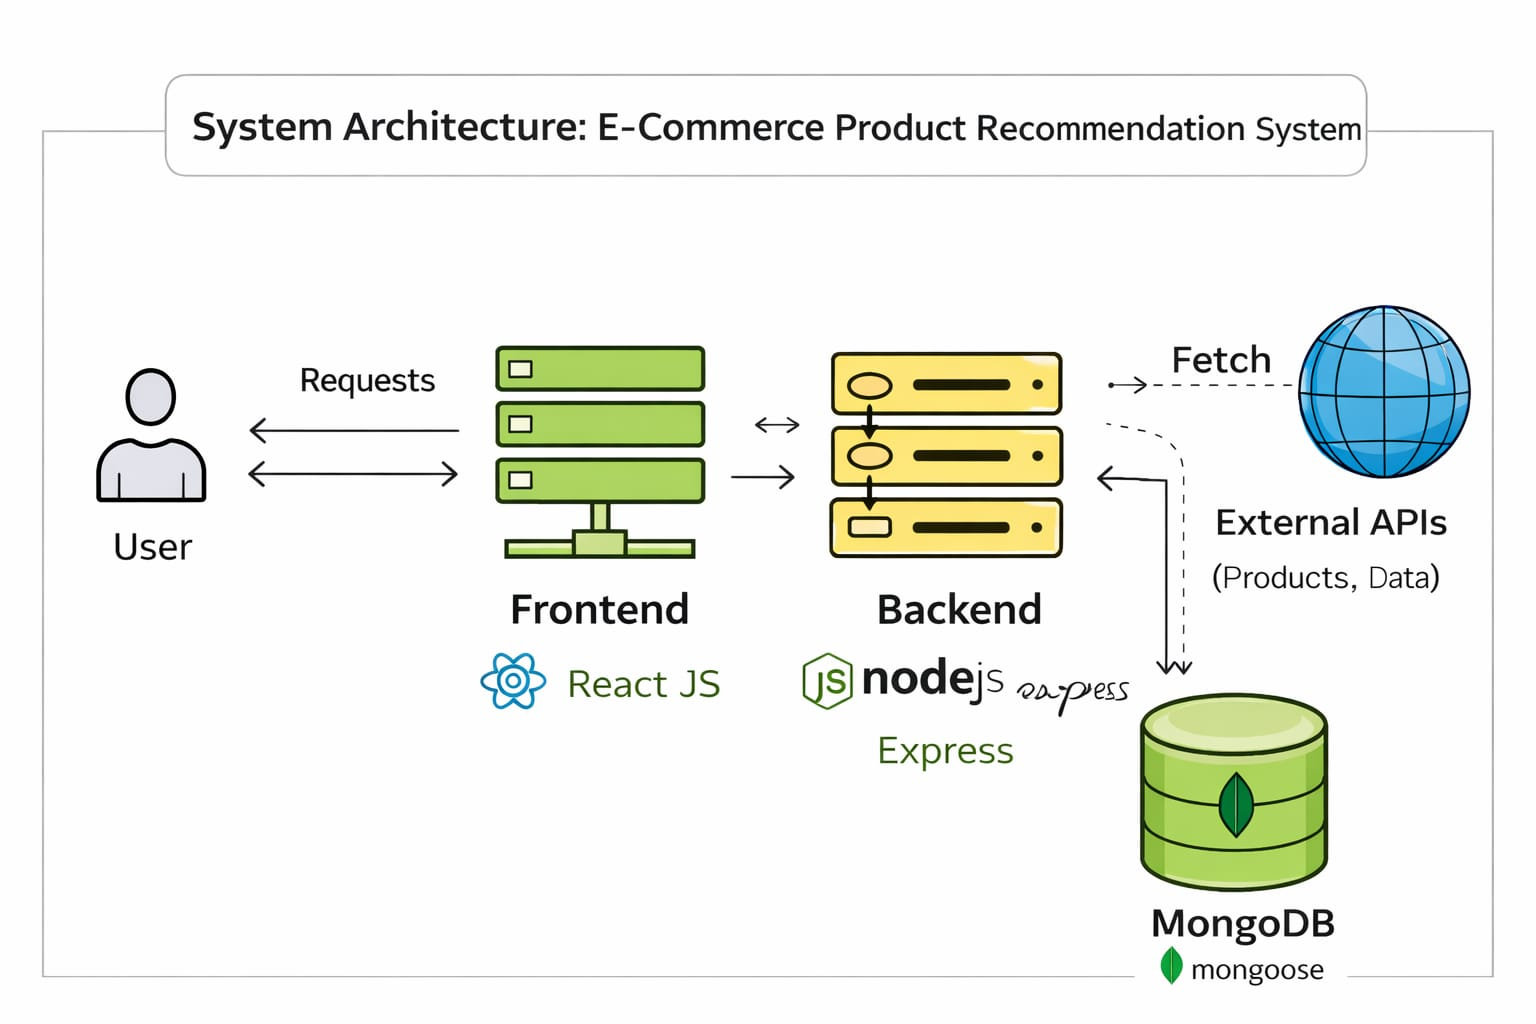 System Architecture: E-Commerce Product Recommendation System
Requests
User
Frontend
React JS
Backend
JS nodejs
Express
Fetch
External APIs
(Products, Data)
MongoDB
mongoose